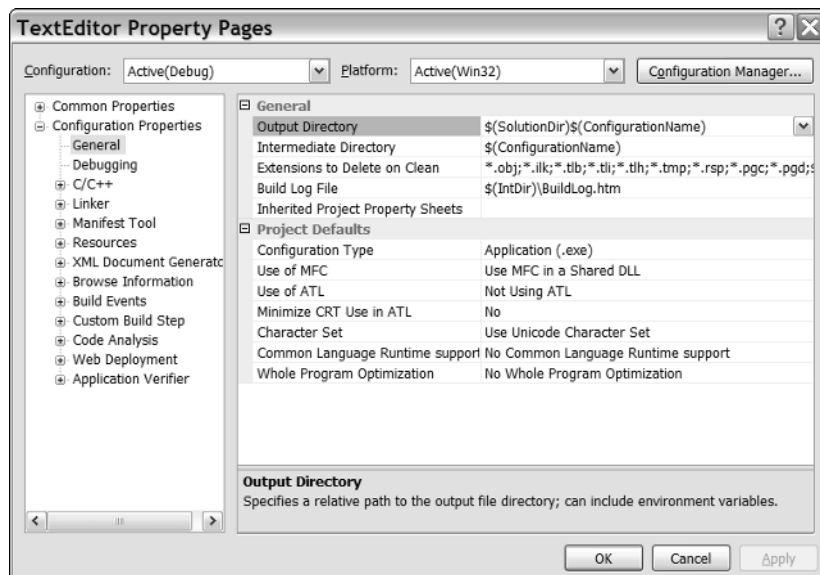 TextEditor Property Pages
Configuration: Active(Debug) Platform: Active(Win32) Configuration Manager...
Common Properties
Configuration Properties
General
Debugging
C/C++
Linker
Manifest Tool
Resources
XML Document Generatc
Browse Information
Build Events
Custom Build Step
Code Analysis
Web Deployment
Application Verifier
General
Output Directory $(SolutionDir)$(ConfigurationName)
Intermediate Directory $(ConfigurationName)
Extensions to Delete on Clean *.obj;*.ilk;*.tlb;*.tli;*.tlh;*.tmp;*.rsp;*.pgc;*.pgd;$
Build Log File $(IntDir)\BuildLog.htm
Inherited Project Property Sheets
Project Defaults
Configuration Type Application (.exe)
Use of MFC Use MFC in a Shared DLL
Use of ATL Not Using ATL
Minimize CRT Use in ATL No
Character Set Use Unicode Character Set
Common Language Runtime support No Common Language Runtime support
Whole Program Optimization No Whole Program Optimization
Output Directory
Specifies a relative path to the output file directory; can include environment variables.
OK Cancel Apply